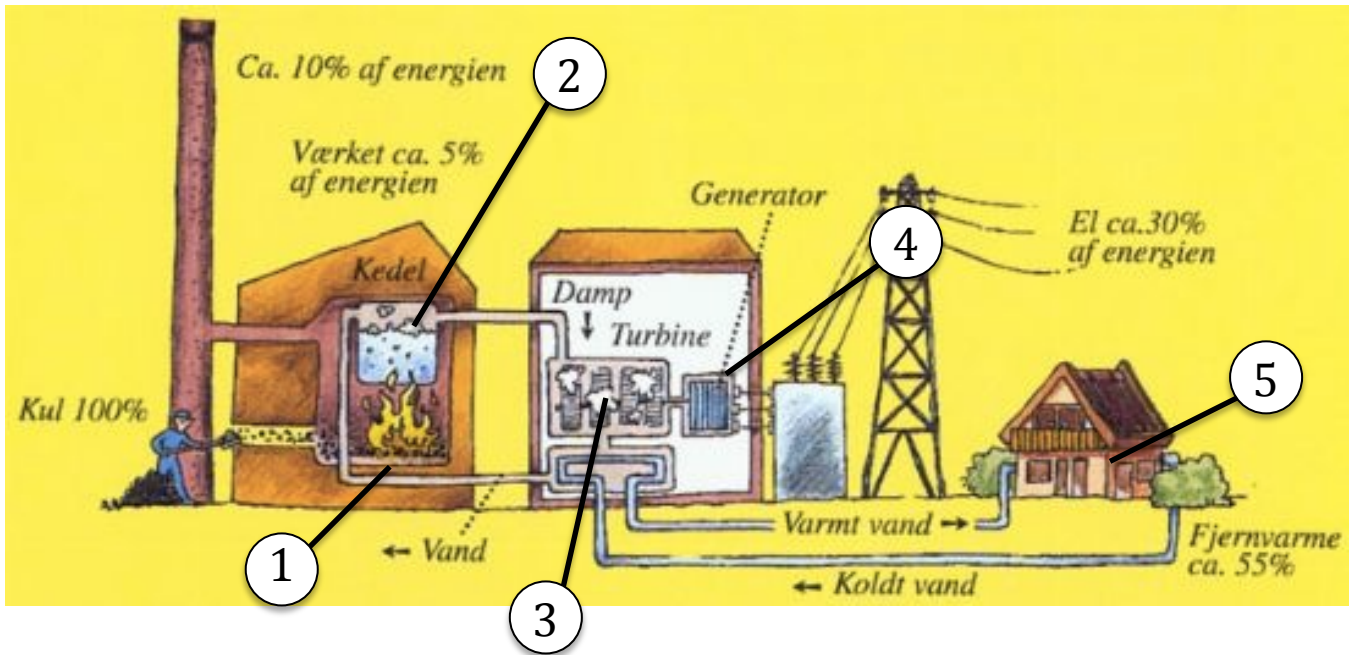 Ca. 10% af energien
2
Værket ca. 5%
af energien
Generator
El ca.30%
af energien
4
Kedel
Damp
↓
Turbine
5
Kul 100%
Varmt vand →
Fjernvarme
ca. 55%
1
← Vand
← Koldt vand
3